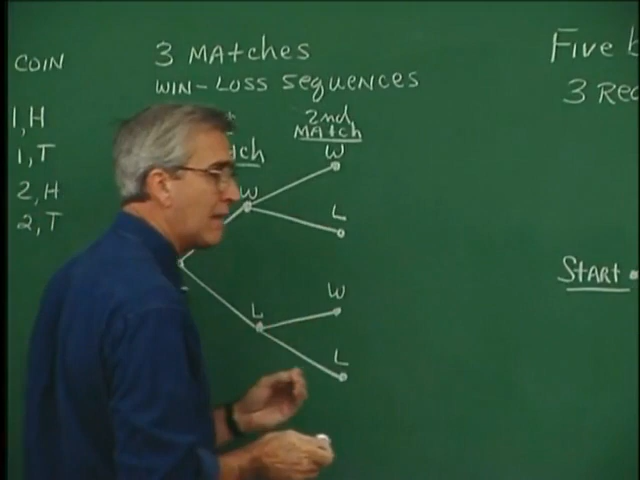 COIN
1,H
1,T
2,H
2,T
3 MAtches
WIN-LOSS Sequences
2nd
MAtch
W
L
W
L
W
L
Five
3 Rec
START